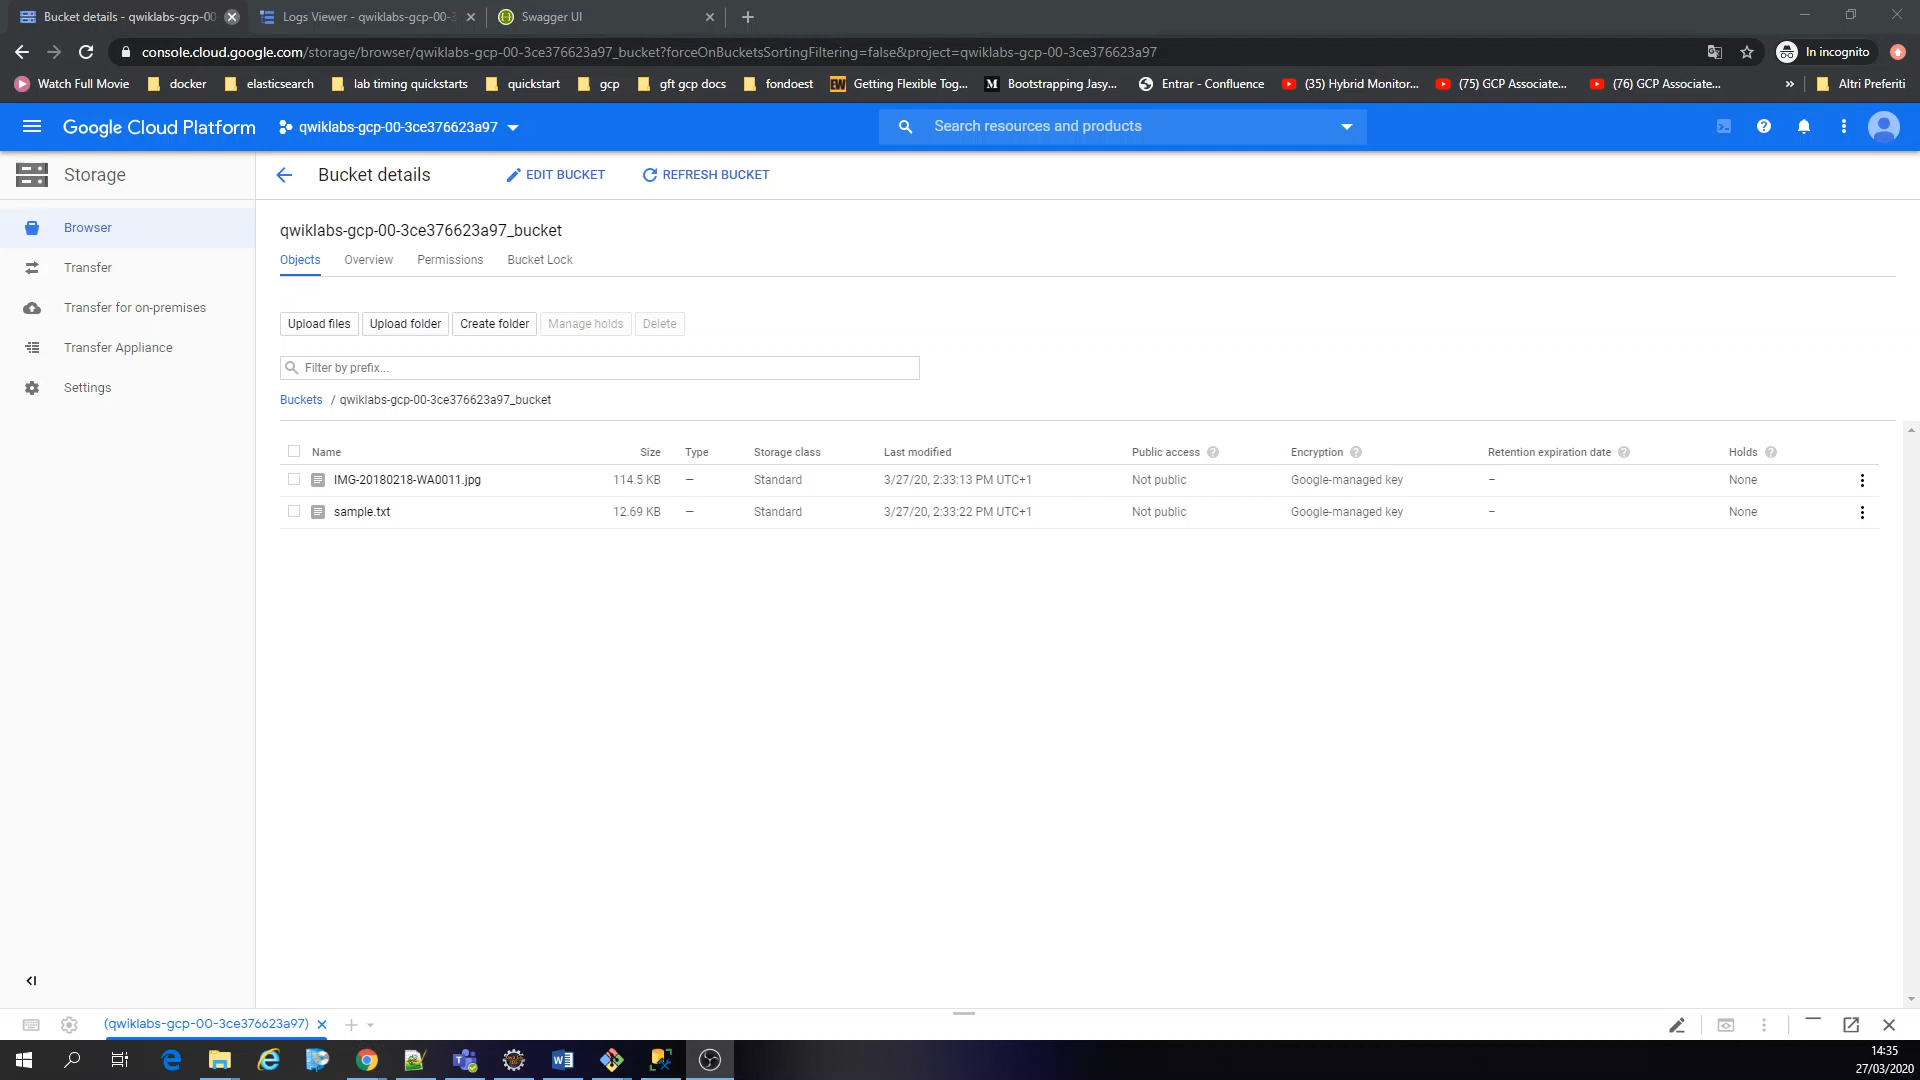 Bucket details - qwiklabs-gcp-00
Logs Viewer - qwiklabs-gcp-00-3
Swagger UI
console.cloud.google.com/storage/browser/qwiklabs-gcp-00-3ce376623a97_bucket?forceOnBucketsSortingFiltering=false&project=qwiklabs-gcp-00-3ce376623a97
In incognito
Watch Full Movie docker elasticsearch lab timing quickstarts quickstart gcp gft gcp docs fondoest Getting Flexible Tog... M Bootstrapping Jasy... Entrar - Confluence (35) Hybrid Monitor... (75) GCP Associate... (76) GCP Associate... » Altri Preferiti
Google Cloud Platform qwiklabs-gcp-00-3ce376623a97 Search resources and products
Storage
Browser
Transfer
Transfer for on-premises
Transfer Appliance
Settings
Bucket details EDIT BUCKET REFRESH BUCKET
qwiklabs-gcp-00-3ce376623a97_bucket
Objects Overview Permissions Bucket Lock
Upload files Upload folder Create folder Manage holds Delete
Filter by prefix...
Buckets / qwiklabs-gcp-00-3ce376623a97_bucket
Name Size Type Storage class Last modified Public access Encryption Retention expiration date Holds
IMG-20180218-WA0011.jpg 114.5 KB — Standard 3/27/20, 2:33:13 PM UTC+1 Not public Google-managed key – None
sample.txt 12.69 KB — Standard 3/27/20, 2:33:22 PM UTC+1 Not public Google-managed key – None
(qwiklabs-gcp-00-3ce376623a97)
14:35
27/03/2020